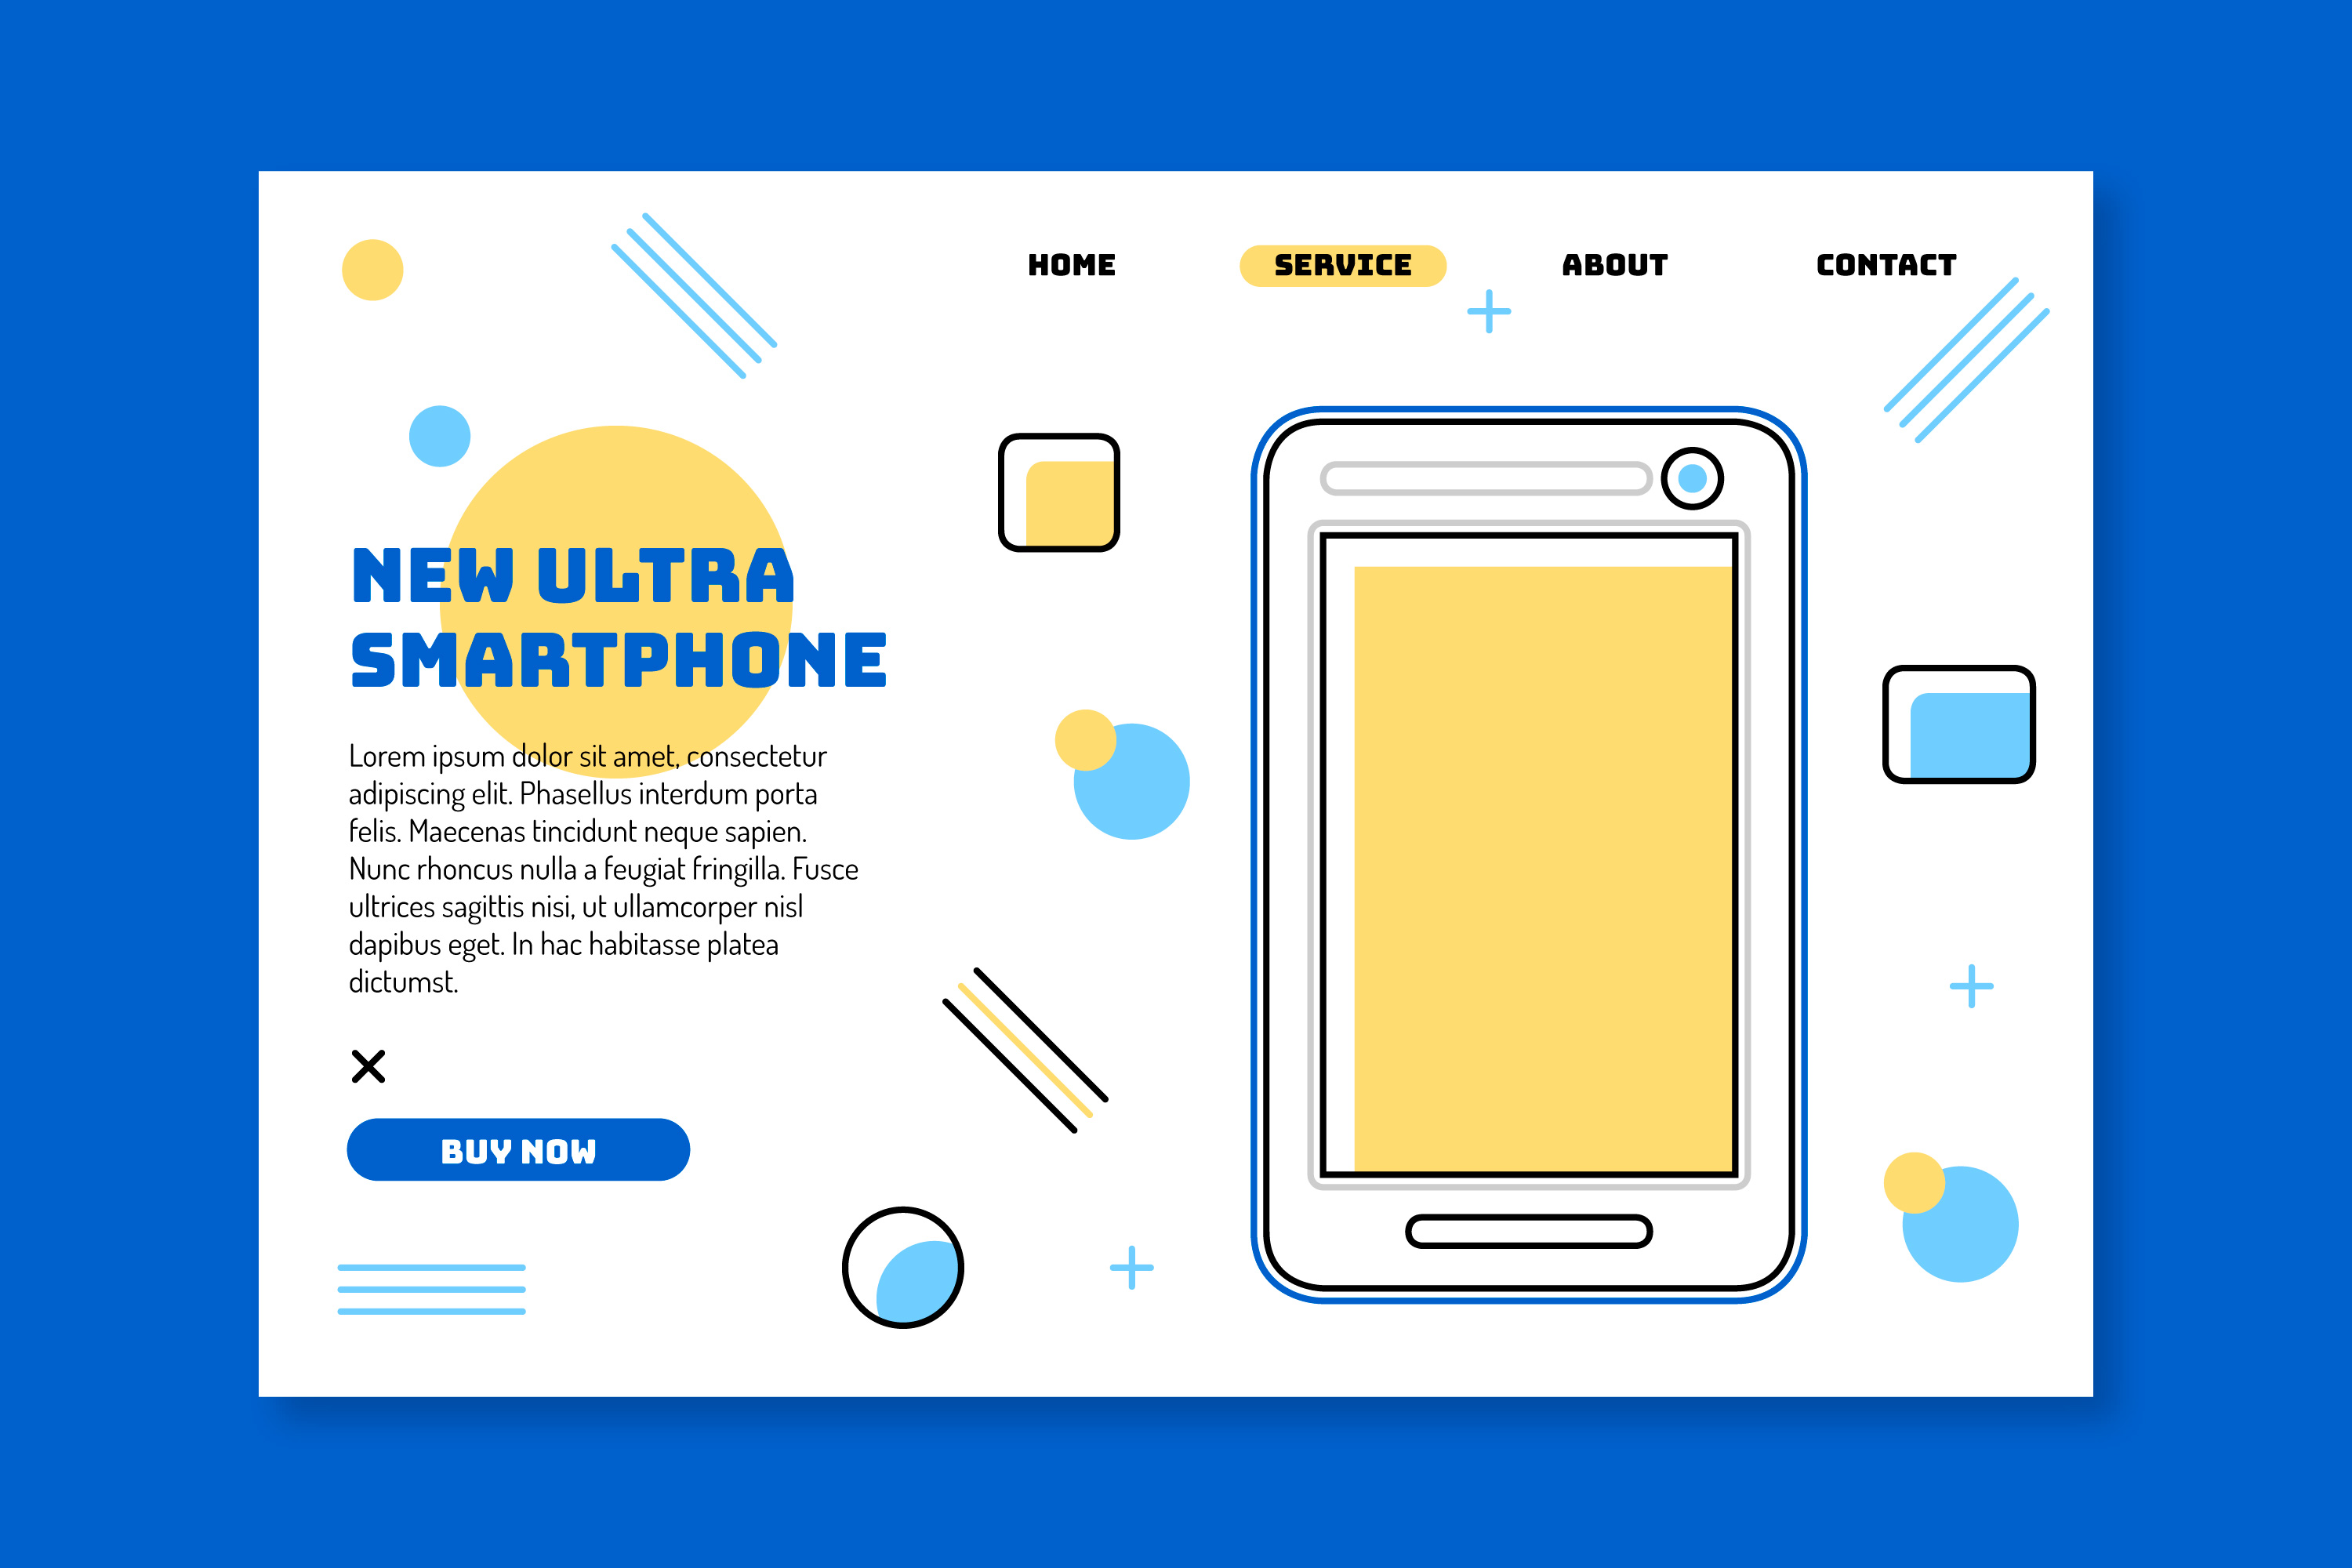 HOME SERVICE ABOUT CONTACT
NEW ULTRA
SMARTPHONE
Lorem ipsum dolor sit amet, consectetur
adipiscing elit. Phasellus interdum porta
felis. Maecenas tincidunt neque sapien.
Nunc rhoncus nulla a feugiat fringilla. Fusce
ultrices sagittis nisi, ut ullamcorper nisl
dapibus eget. In hac habitasse platea
dictumst.
BUY NOW